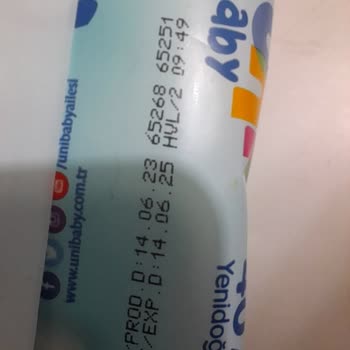 /unibabyailesi
www.unibaby.com.tr
PROD.D:14.06.23 65268 65251
/EXP.D:14.06.25 HVL/2 09:49
aby
40
Yenidoğ